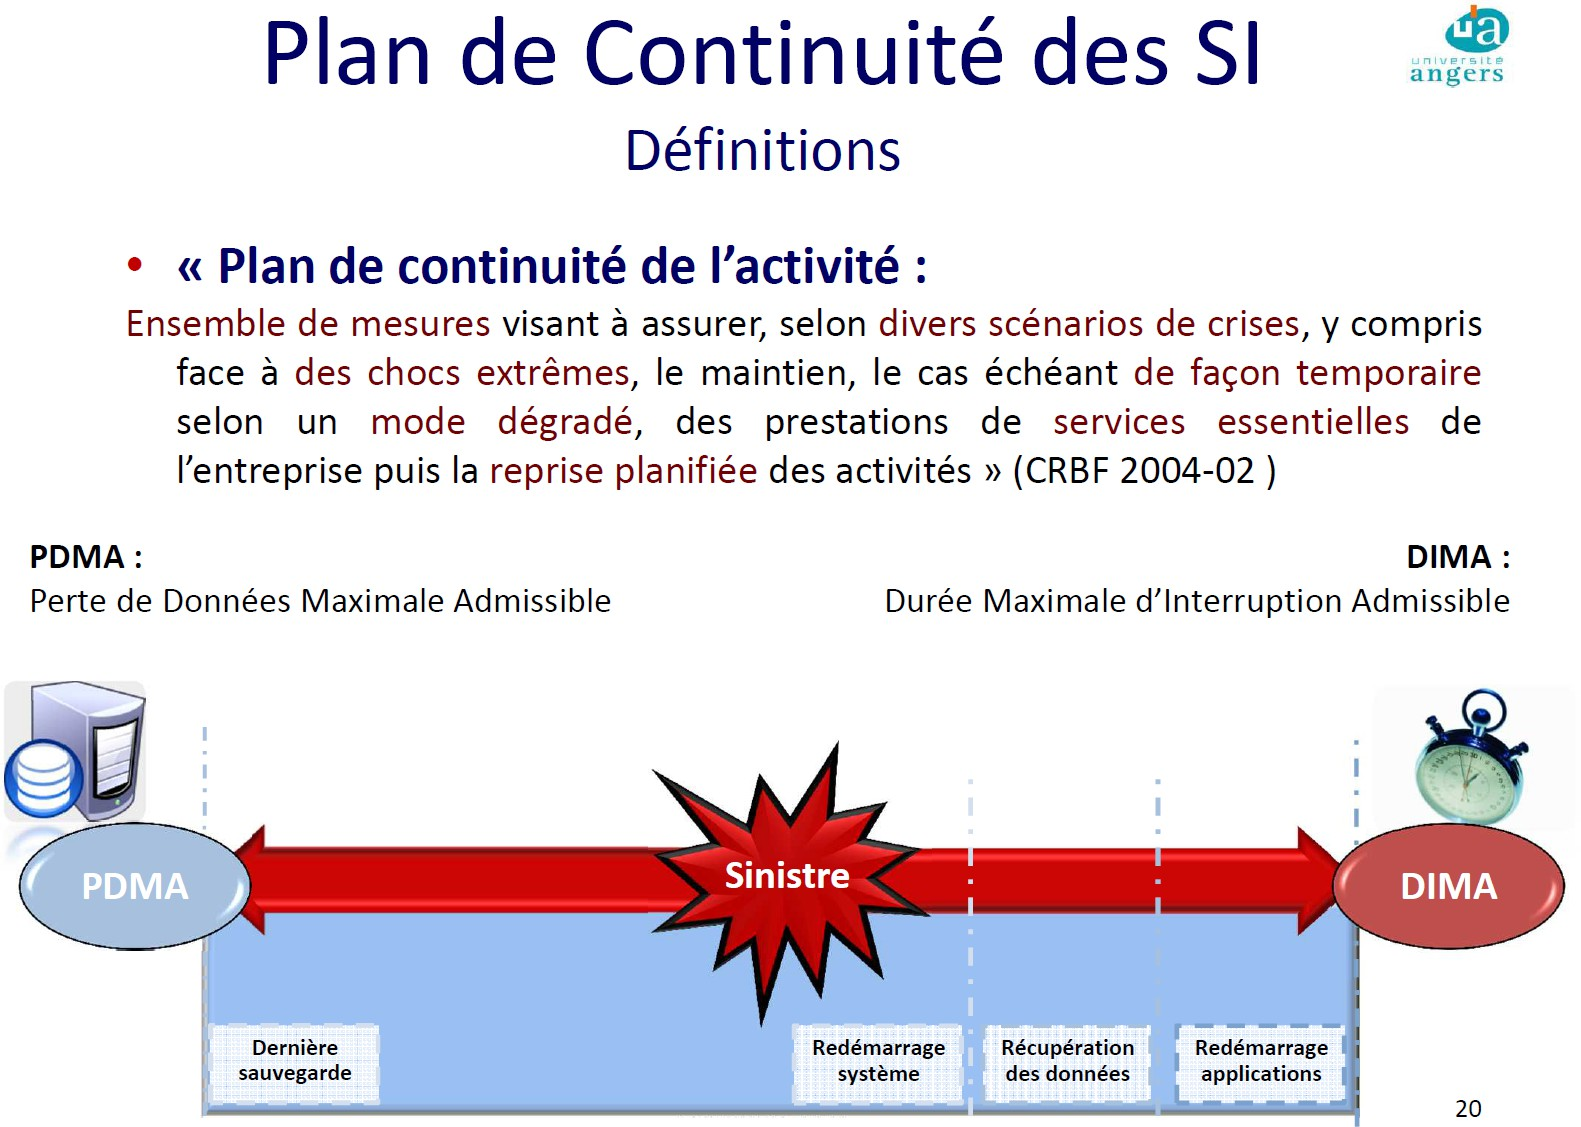 Plan de Continuité des SI
ua
université
angers
Définitions
• « Plan de continuité de l’activité :
Ensemble de mesures visant à assurer, selon divers scénarios de crises, y compris
face à des chocs extrêmes, le maintien, le cas échéant de façon temporaire
selon un mode dégradé, des prestations de services essentielles de
l’entreprise puis la reprise planifiée des activités » (CRBF 2004-02 )
PDMA :
Perte de Données Maximale Admissible
DIMA :
Durée Maximale d’Interruption Admissible
PDMA
Sinistre
DIMA
Dernière
sauvegarde
Redémarrage
système
Récupération
des données
Redémarrage
applications
20